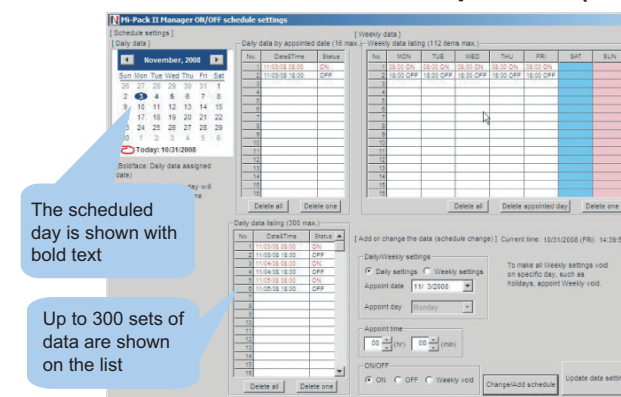 Mi-Pack II Manager ON/OFF schedule settings
[ Schedule settings ]
[ Daily data ]
[ Weekly data ]
Daily data by appointed date (16 max.)
Weekly data listing (112 items max.)
November, 2008
Sun Mon Tue Wed Thu Fri Sat
26 27 28 29 30 31 1
2 3 4 5 6 7 8
9 10 11 12 13 14 15
17 18 19 20 21 22
3 24 25 26 27 28 29
30 1 2 3 4 5 6
Today: 10/31/2008
Boldface: Daily data assigned
date)
day will
The scheduled
day is shown with
bold text
No. Date&Time Status
1 11/03/08 08:00 ON
2 11/03/08 18:00 OFF
3
4
5
6
7
8
9
10
11
12
13
14
15
16
Delete all Delete one
No. MON TUE WED THU FRI SAT SUN
1 08:00 ON 08:00 ON 08:00 ON 08:00 ON 08:00 ON
2 18:00 OFF 18:00 OFF 18:00 OFF 18:00 OFF 18:00 OFF
3
4
5
6
7
8
9
10
11
12
13
14
15
16
Delete all Delete appointed day Delete one
Daily data listing (300 max.)
No. Date&Time Status
1 11/03/08 08:00 ON
2 11/03/08 18:00 OFF
3 11/04/08 08:00 ON
4 11/04/08 18:00 OFF
5 11/05/08 08:00 ON
6 11/05/08 18:00 OFF
7
8
9
10
11
12
13
14
15
16
Delete all Delete one
Up to 300 sets of
data are shown
on the list
[ Add or change the data (schedule change) ] Current time: 10/31/2008 (FRI) 14:39:5
Daily/Weekly settings
Daily settings Weekly settings
Appoint date 11/ 3/2008
Appoint day Monday
To make all Weekly settings void
on specific day, such as
holidays, appoint Weekly void.
Appoint time
00 (hr) 00 (min)
ON/OFF
ON OFF Weekly void
Change/Add schedule
Update data settin